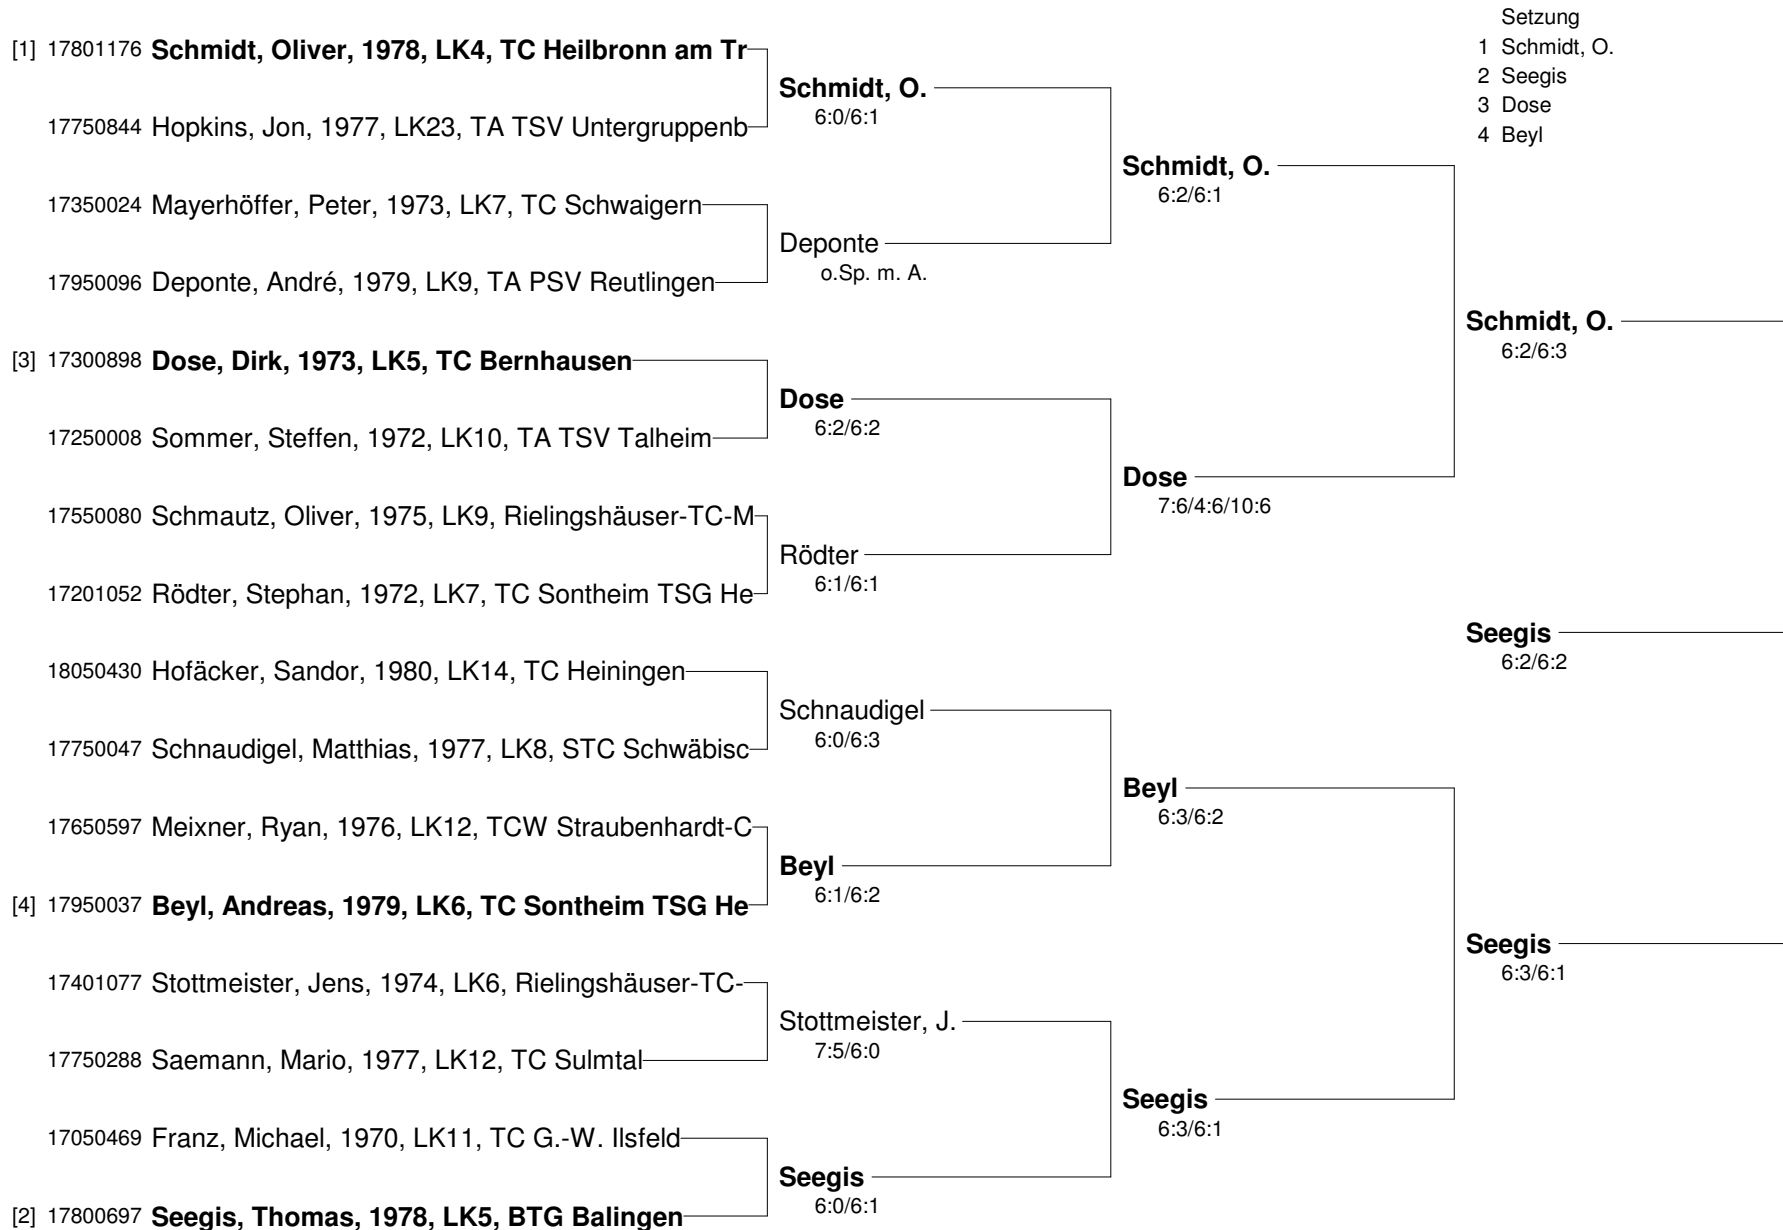 Setzung
1 Schmidt, O.
2 Seegis
3 Dose
4 Beyl
[1] 17801176 Schmidt, Oliver, 1978, LK4, TC Heilbronn am Tr
17750844 Hopkins, Jon, 1977, LK23, TA TSV Untergruppenb
17350024 Mayerhöffer, Peter, 1973, LK7, TC Schwaigern
17950096 Deponte, André, 1979, LK9, TA PSV Reutlingen
[3] 17300898 Dose, Dirk, 1973, LK5, TC Bernhausen
17250008 Sommer, Steffen, 1972, LK10, TA TSV Talheim
17550080 Schmautz, Oliver, 1975, LK9, Rielingshäuser-TC-M
17201052 Rödter, Stephan, 1972, LK7, TC Sontheim TSG He
18050430 Hofäcker, Sandor, 1980, LK14, TC Heiningen
17750047 Schnaudigel, Matthias, 1977, LK8, STC Schwäbisc
17650597 Meixner, Ryan, 1976, LK12, TCW Straubenhardt-C
[4] 17950037 Beyl, Andreas, 1979, LK6, TC Sontheim TSG He
17401077 Stottmeister, Jens, 1974, LK6, Rielingshäuser-TC-
17750288 Saemann, Mario, 1977, LK12, TC Sulmtal
17050469 Franz, Michael, 1970, LK11, TC G.-W. Ilsfeld
[2] 17800697 Seegis, Thomas, 1978, LK5, BTG Balingen
Schmidt, O.
6:0/6:1
Deponte
o.Sp. m. A.
Dose
6:2/6:2
Rödter
6:1/6:1
Schnaudigel
6:0/6:3
Beyl
6:1/6:2
Stottmeister, J.
7:5/6:0
Seegis
6:0/6:1
Schmidt, O.
6:2/6:1
Dose
7:6/4:6/10:6
Beyl
6:3/6:2
Seegis
6:3/6:1
Schmidt, O.
6:2/6:3
Seegis
6:2/6:2
Seegis
6:3/6:1